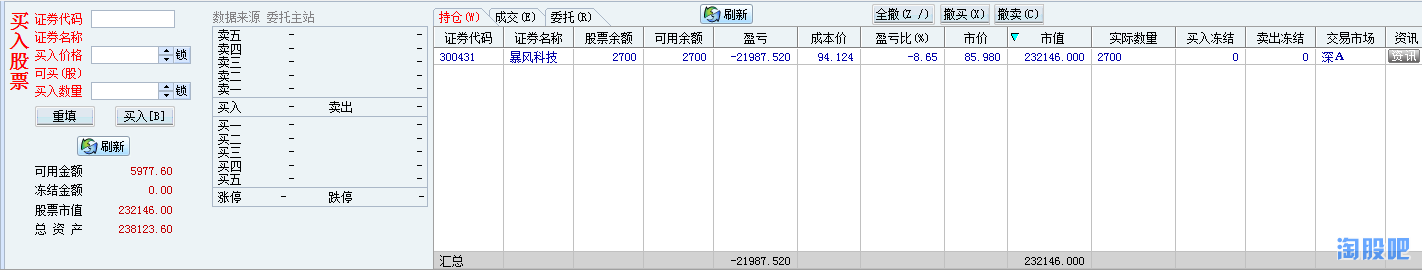 买入股票
证券代码
证券名称
买入价格 锁
可买(股)
买入数量 锁
重填 买入[B]
刷新
可用金额 5977.60
冻结金额 0.00
股票市值 232146.00
总 资 产 238123.60
数据来源 委托主站
卖五 - -
卖四 - -
卖三 - -
卖二 - -
卖一 - -
买入 - 卖出 -
买一 - -
买二 - -
买三 - -
买四 - -
买五 - -
涨停 - 跌停 -
持仓(W) 成交(E) 委托(R) 刷新 全撤(Z /) 撤买(X) 撤卖(C)
证券代码 证券名称 股票余额 可用余额 盈亏 成本价 盈亏比(%) 市价 市值 实际数量 买入冻结 卖出冻结 交易市场 资讯
300431 暴风科技 2700 2700 -21987.520 94.124 -8.65 85.980 232146.000 2700 0 0 深A 资讯
汇总 -21987.520 232146.000
淘股吧